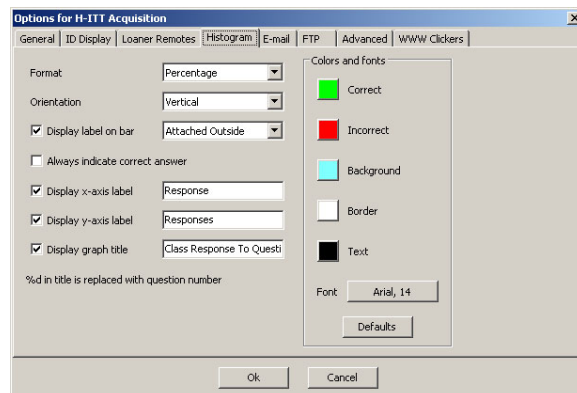 Options for H-ITT Acquisition
General ID Display Loaner Remotes Histogram E-mail FTP Advanced WWW Clickers
Format Percentage
Orientation Vertical
Display label on bar Attached Outside
Always indicate correct answer
Display x-axis label Response
Display y-axis label Responses
Display graph title Class Response To Questi
%d in title is replaced with question number
Colors and fonts
Correct
Incorrect
Background
Border
Text
Font Arial, 14
Defaults
Ok Cancel